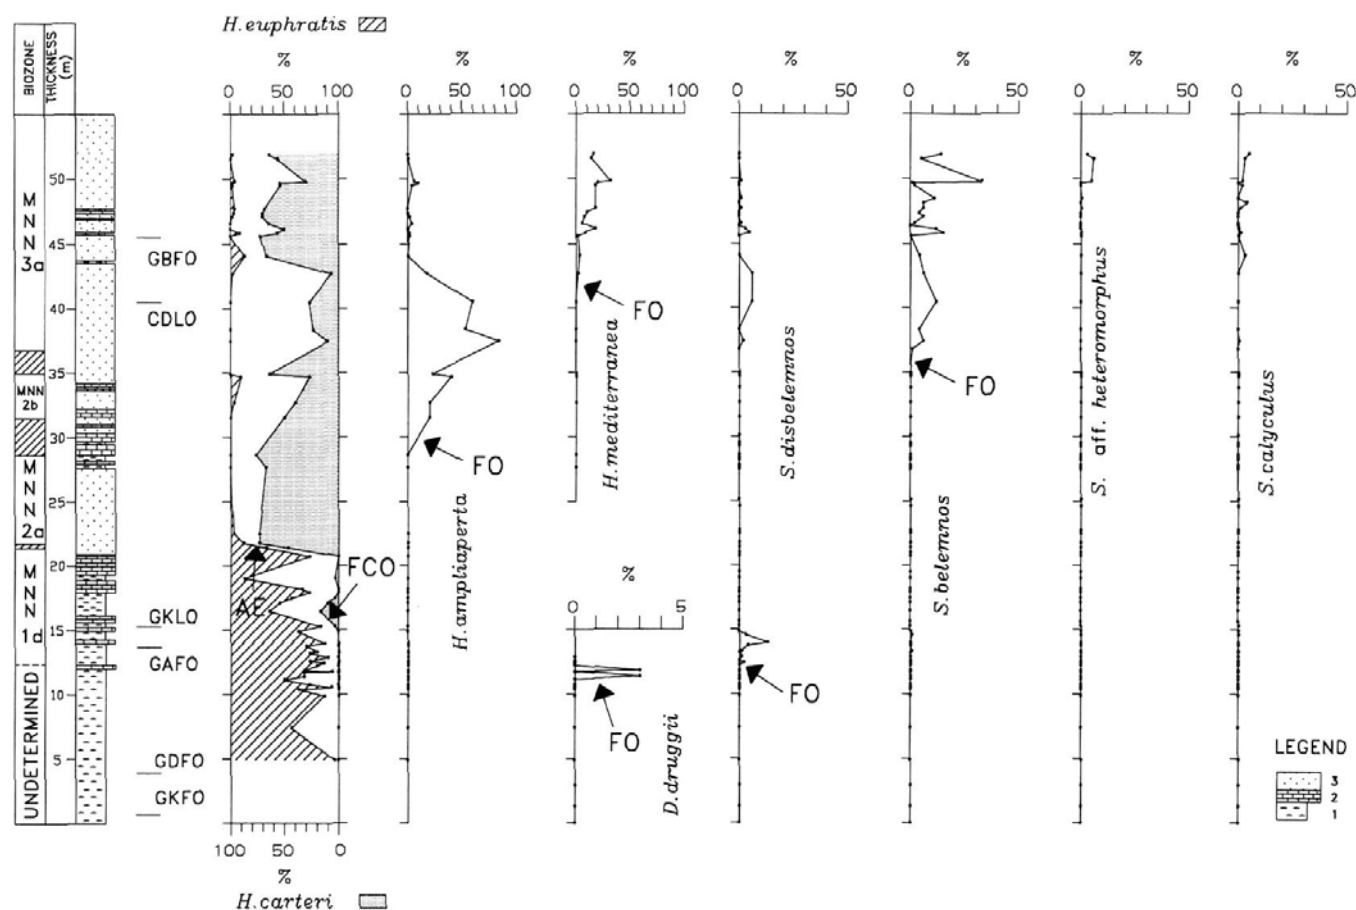 H.euphratis
BIOZONE
THICKNESS (m)
% % % % % % %
0 50 100
0 50 100
0 50 100
0 50
0 50
0 50
0 50
50
45
40
35
30
25
20
15
10
5
M
N
N
3a
MNN
2b
M
N
N
2a
M
N
N
1d
UNDETERMINED
GBFO
CDLO
GKLO
GAFO
GDFO
GKFO
AE
FCO
FO
H.ampliaperta
FO
H.mediterranea
%
0 5
FO
D.druggii
FO
S.disbelemnos
FO
S.belemnos
S. aff. heteromorphus
S.calyculus
LEGEND
3
2
1
100 50 0
%
H.carteri